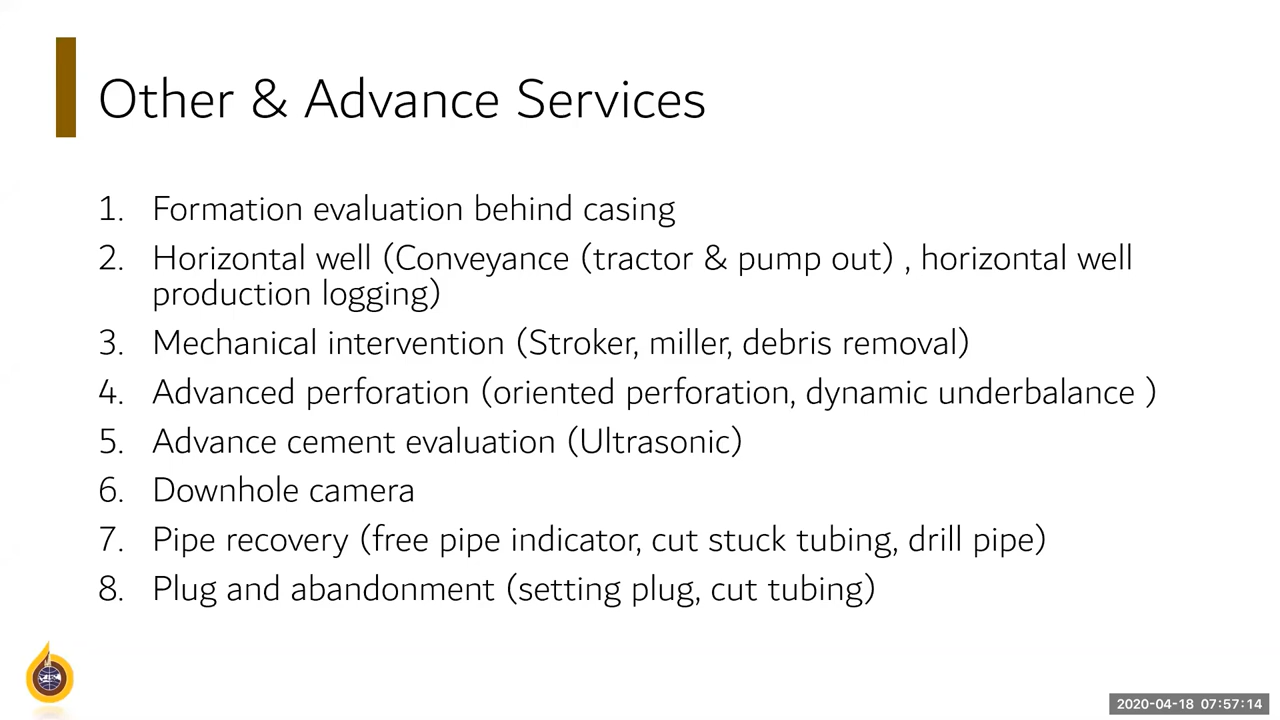 Other & Advance Services
1. Formation evaluation behind casing
2. Horizontal well (Conveyance (tractor & pump out) , horizontal well
production logging)
3. Mechanical intervention (Stroker, miller, debris removal)
4. Advanced perforation (oriented perforation, dynamic underbalance )
5. Advance cement evaluation (Ultrasonic)
6. Downhole camera
7. Pipe recovery (free pipe indicator, cut stuck tubing, drill pipe)
8. Plug and abandonment (setting plug, cut tubing)
2020-04-18 07:57:14